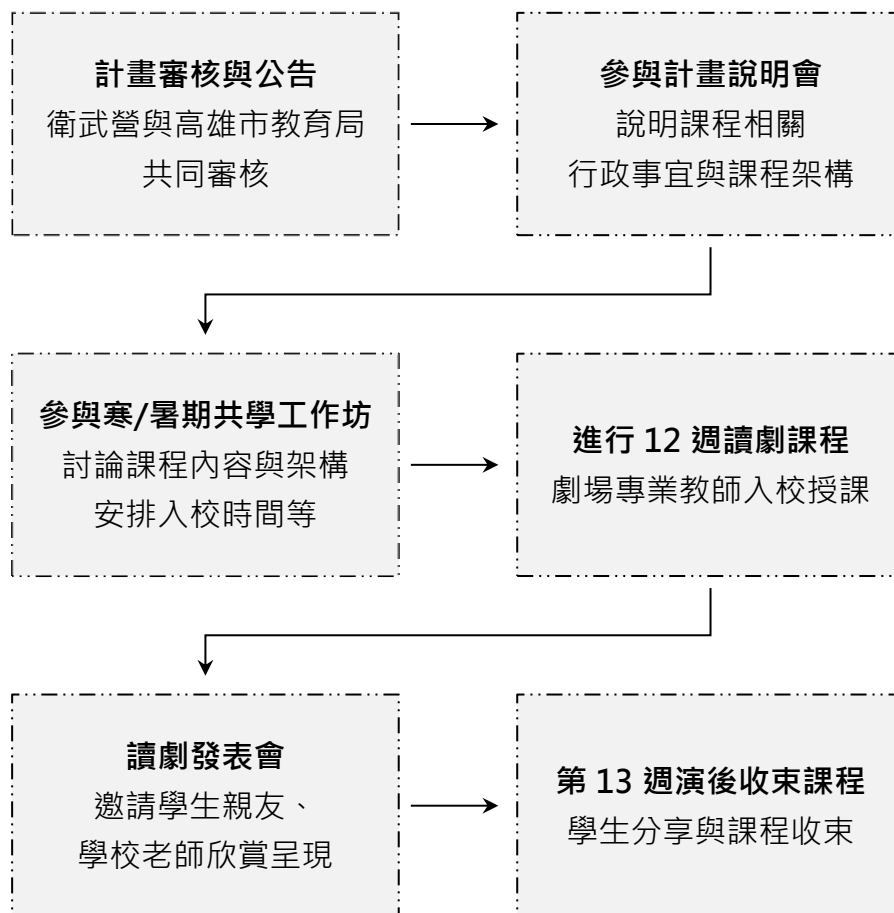 計畫審核與公告
衛武營與高雄市教育局
共同審核
參與計畫說明會
說明課程相關
行政事宜與課程架構
參與寒/暑期共學工作坊
討論課程內容與架構
安排入校時間等
進行 12 週讀劇課程
劇場專業教師入校授課
讀劇發表會
邀請學生親友、
學校老師欣賞呈現
第 13 週演後收束課程
學生分享與課程收束